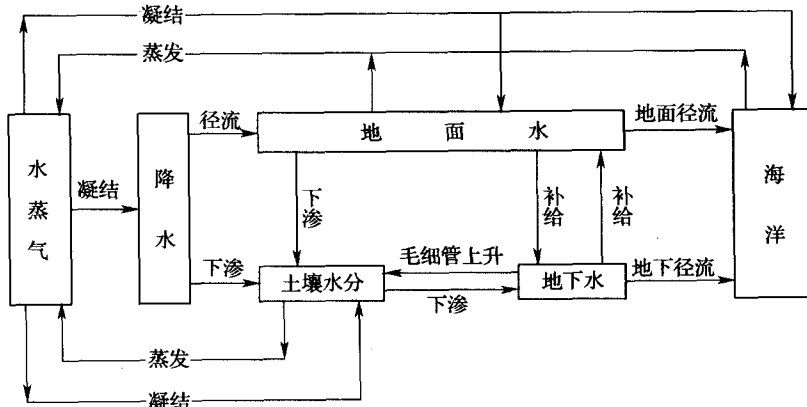 凝结
蒸发
水蒸气
凝结
降水
径流
下渗
地面水
下渗
补给
补给
地面径流
毛细管上升
土壤水分
下渗
地下水
地下径流
海洋
蒸发
凝结